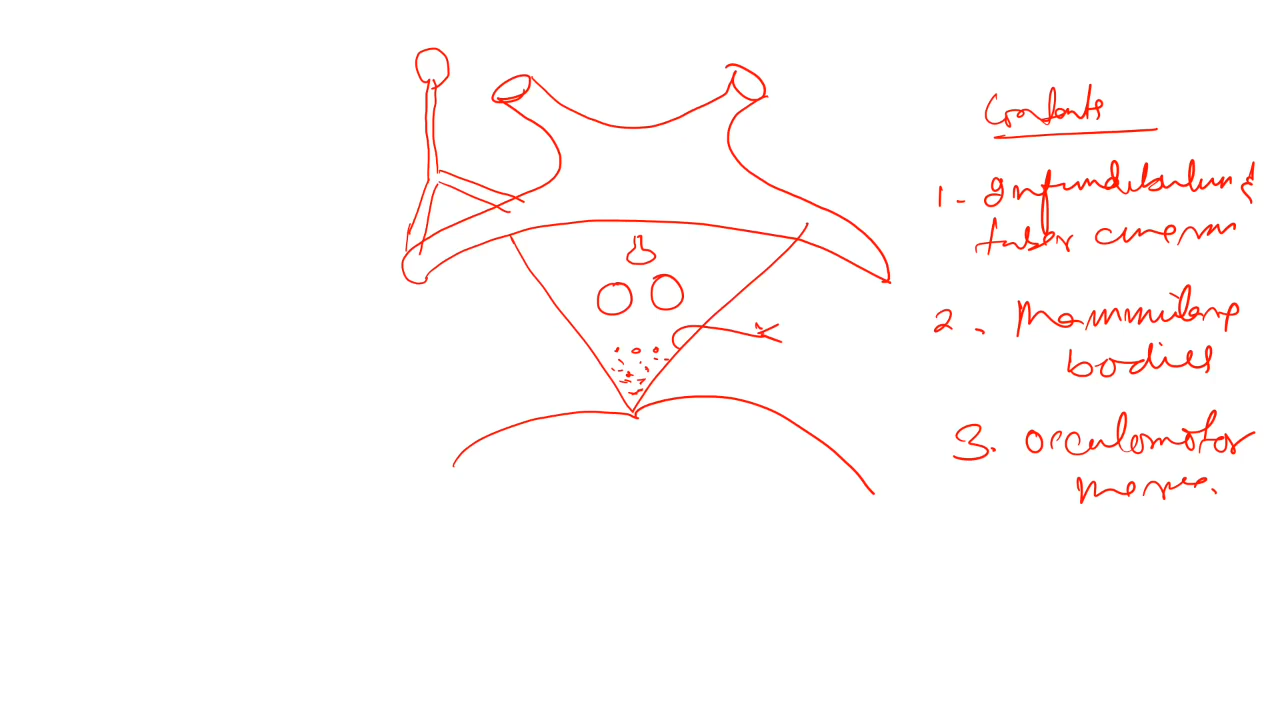 Contents
1. Infundibulum &
tuber cinereum
2. Mammillary
bodies
3. Occulomotor
nerve.